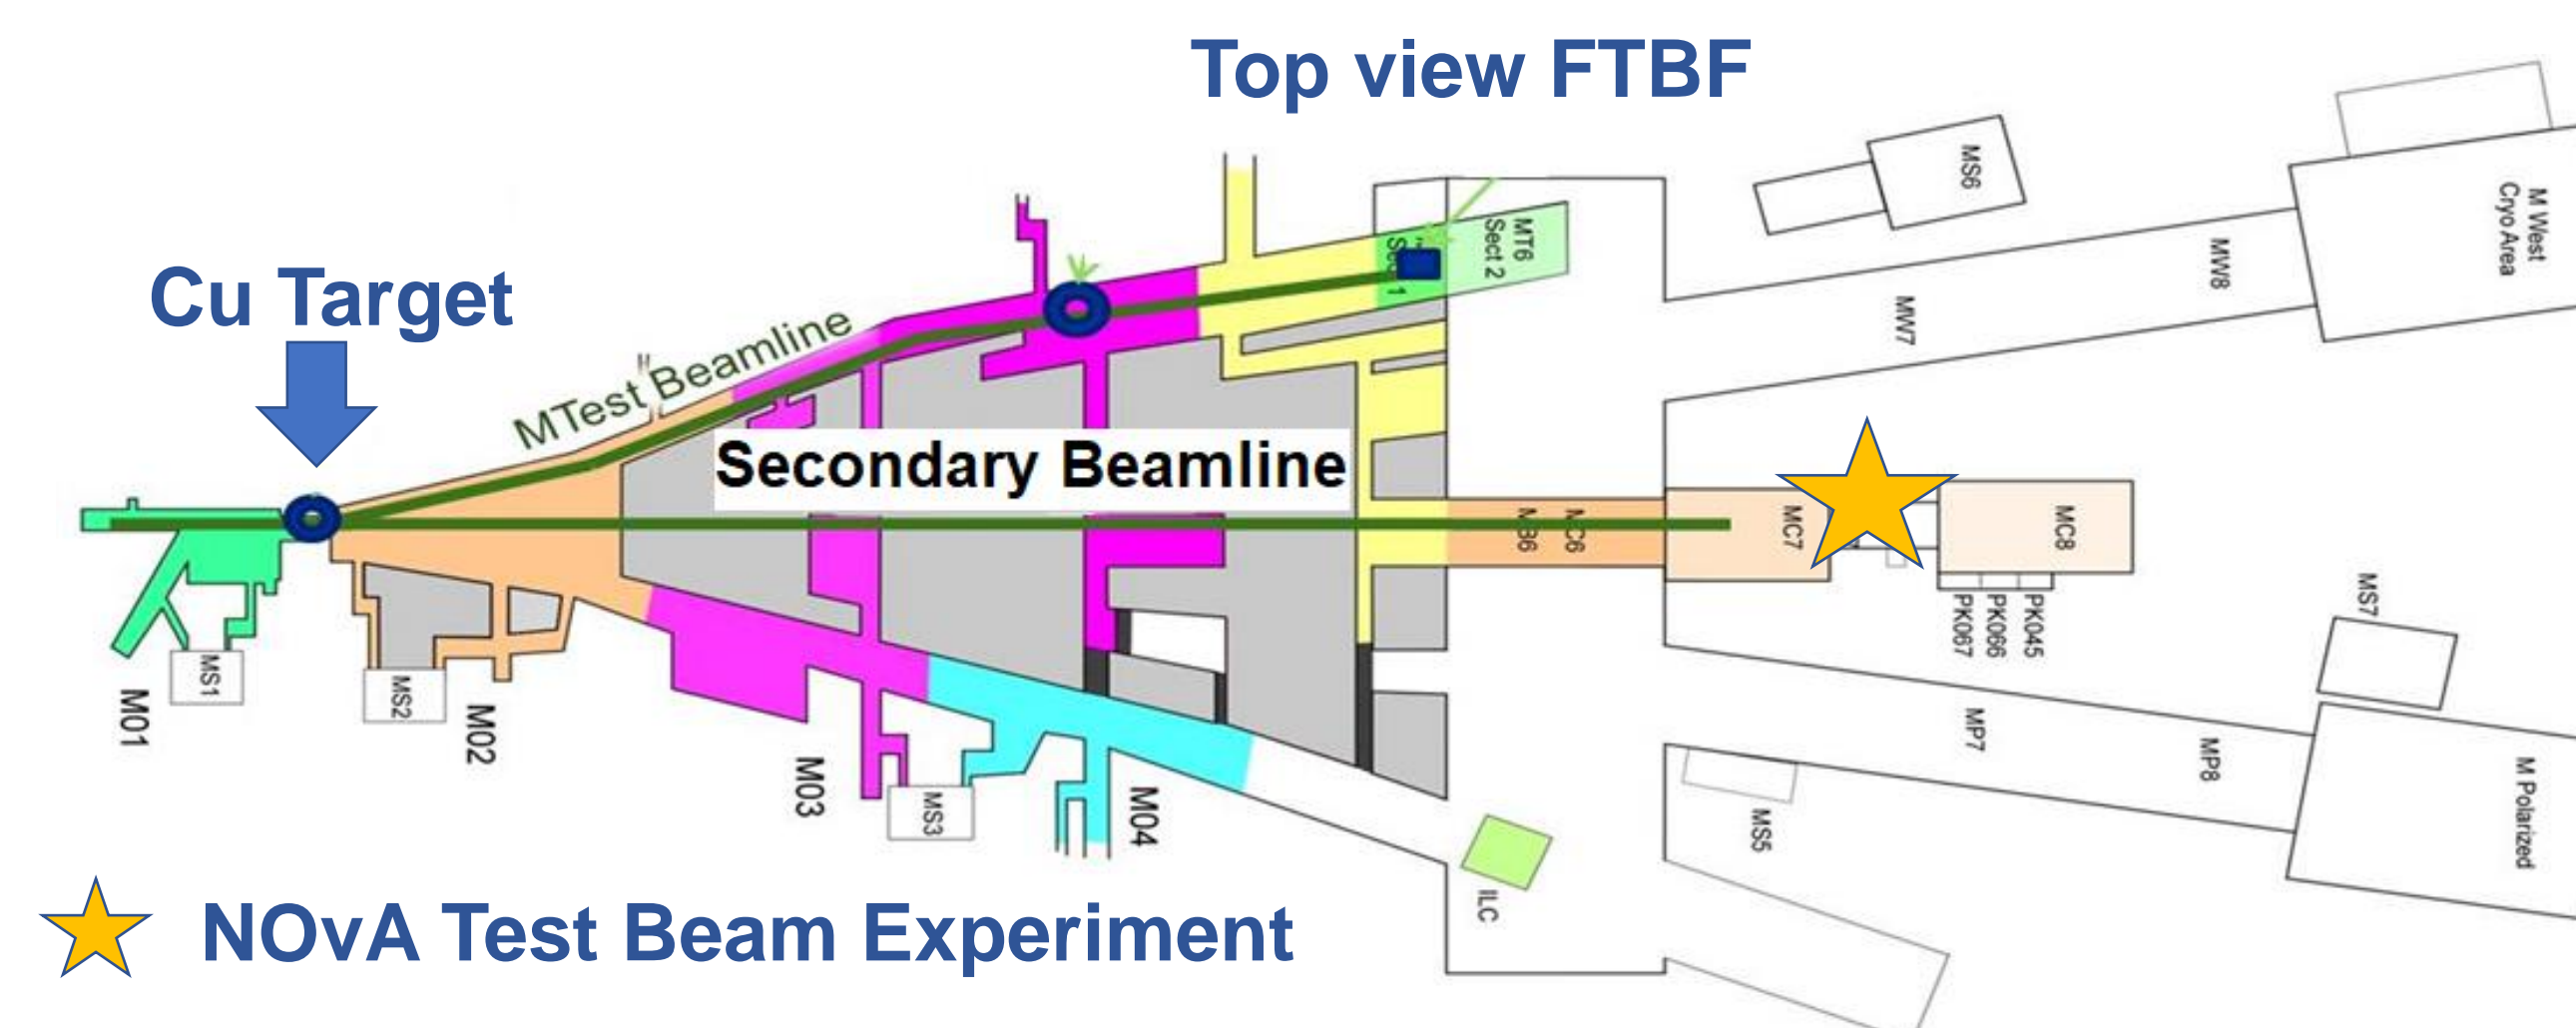 Top view FTBF
Cu Target
MTest Beamline
Secondary Beamline
MT6
Sect 2
MS6
M West
Cryo Area
MW8
MW7
MC6
MC7
MC8
PK067
PK066
PK045
MS7
MP7
MP8
M Polarized
MS5
ILC
MS1
M01
MS2
M02
M03
MS3
M04
NOvA Test Beam Experiment